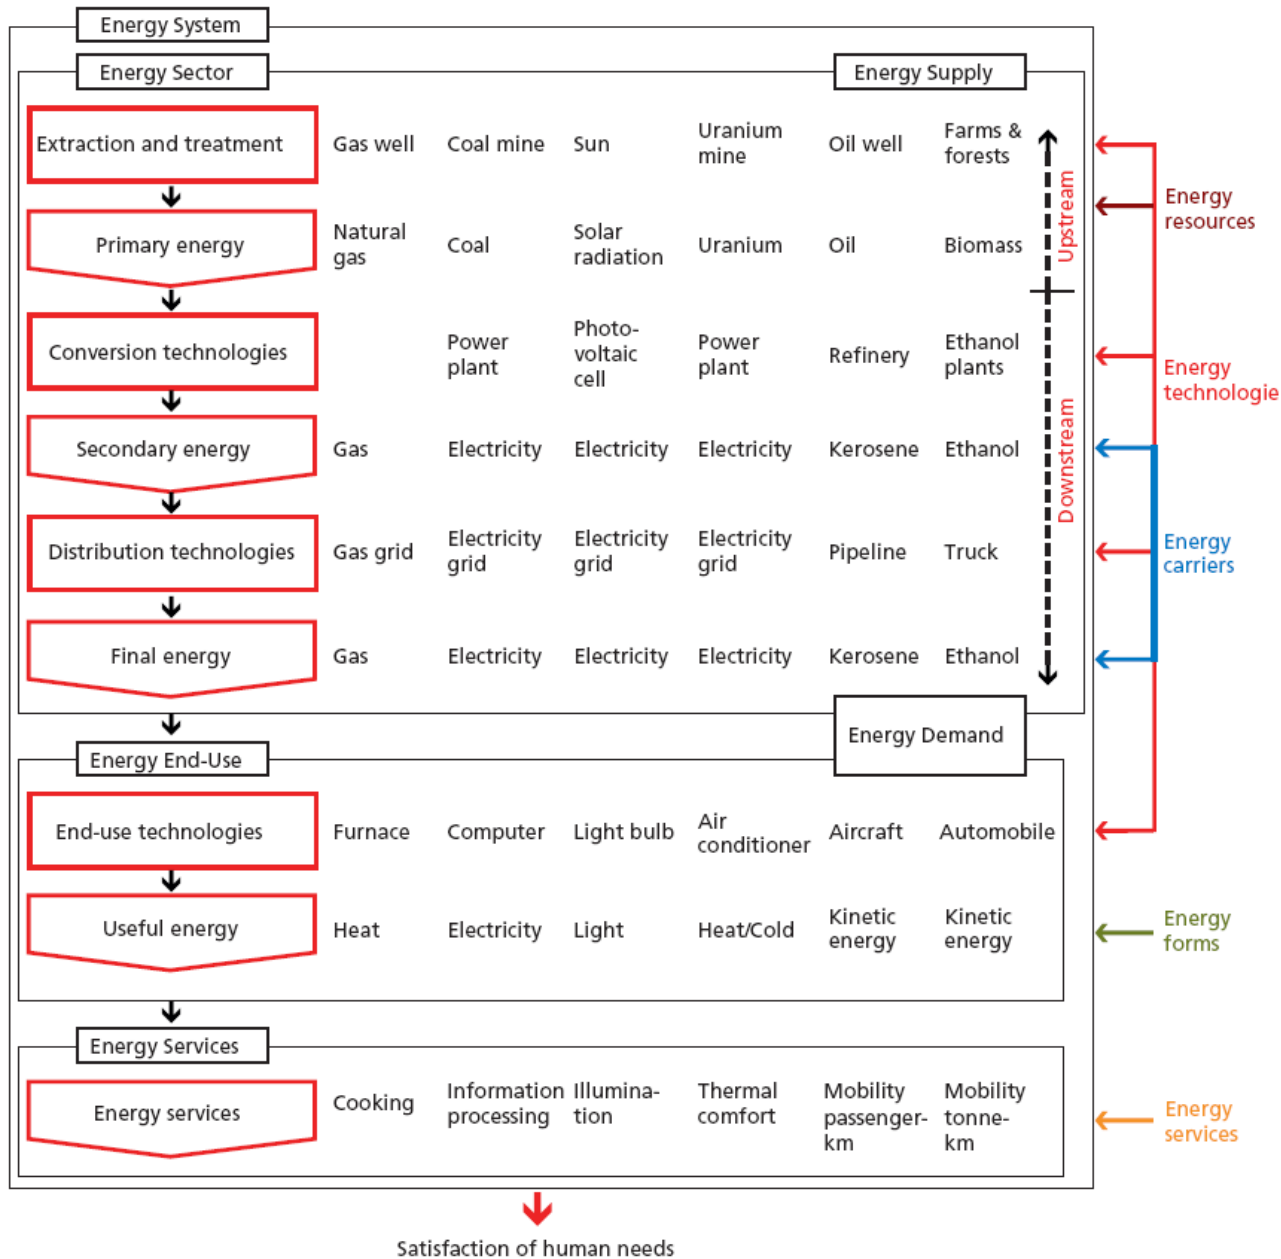 Energy System
Energy Sector
Energy Supply
Extraction and treatment
Gas well
Coal mine
Sun
Uranium
mine
Oil well
Farms &
forests
Upstream
Energy
resources
Primary energy
Natural
gas
Coal
Solar
radiation
Uranium
Oil
Biomass
Conversion technologies
Power
plant
Photo-
voltaic
cell
Power
plant
Refinery
Ethanol
plants
Energy
technologie
Downstream
Secondary energy
Gas
Electricity
Electricity
Electricity
Kerosene
Ethanol
Distribution technologies
Gas grid
Electricity
grid
Electricity
grid
Electricity
grid
Pipeline
Truck
Energy
carriers
Final energy
Gas
Electricity
Electricity
Electricity
Kerosene
Ethanol
Energy Demand
Energy End-Use
End-use technologies
Furnace
Computer
Light bulb
Air
conditioner
Aircraft
Automobile
Useful energy
Heat
Electricity
Light
Heat/Cold
Kinetic
energy
Kinetic
energy
Energy
forms
Energy Services
Energy services
Cooking
Information
processing
Illumina-
tion
Thermal
comfort
Mobility
passenger-
km
Mobility
tonne-
km
Energy
services
Satisfaction of human needs